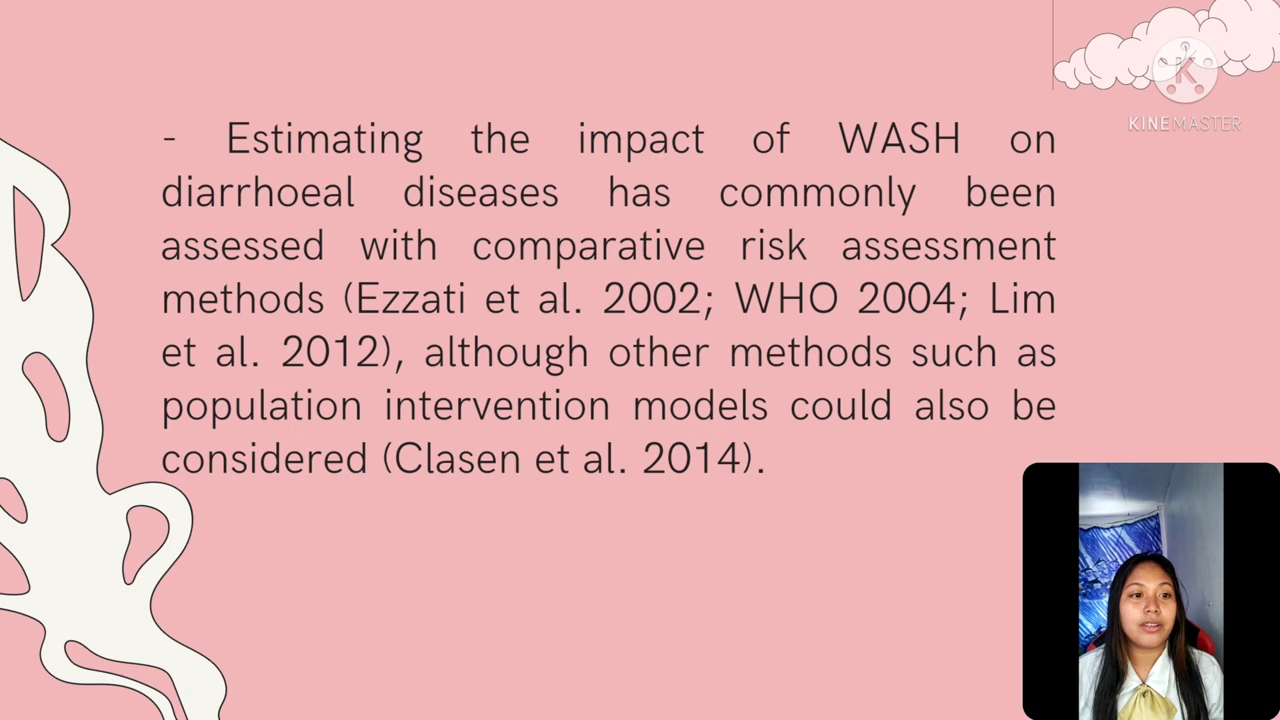 - Estimating the impact of WASH on
diarrhoeal diseases has commonly been
assessed with comparative risk assessment
methods (Ezzati et al. 2002; WHO 2004; Lim
et al. 2012), although other methods such as
population intervention models could also be
considered (Clasen et al. 2014).
K
KINEMASTER